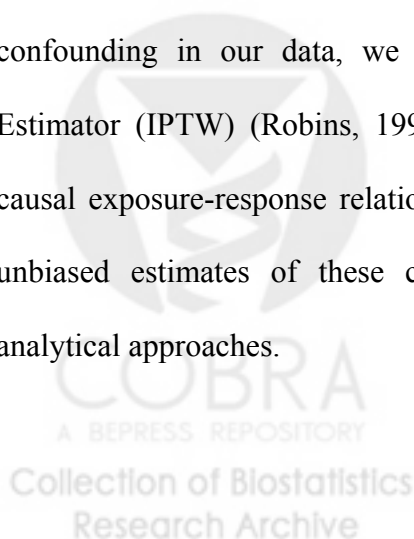 confounding in our data, we
Estimator (IPTW) (Robins, 199
causal exposure-response relatio
unbiased estimates of these c
analytical approaches.
COBRA
A BEPRESS REPOSITORY
Collection of Biostatistics
Research Archive